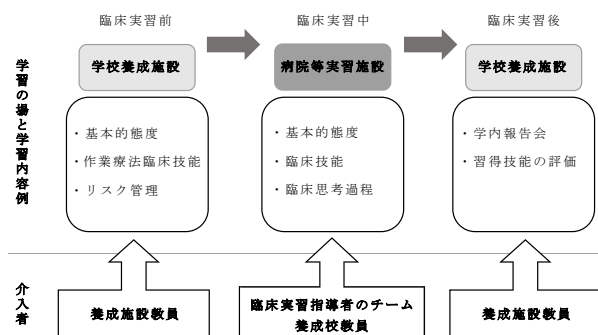 臨床実習前
臨床実習中
臨床実習後
学校養成施設
病院等実習施設
学校養成施設
学習の場と学習内容例
・基本的態度
・作業療法臨床技能
・リスク管理
・基本的態度
・臨床技能
・臨床思考過程
・学内報告会
・習得技能の評価
介入者
養成施設教員
臨床実習指導者のチーム
養成校教員
養成施設教員